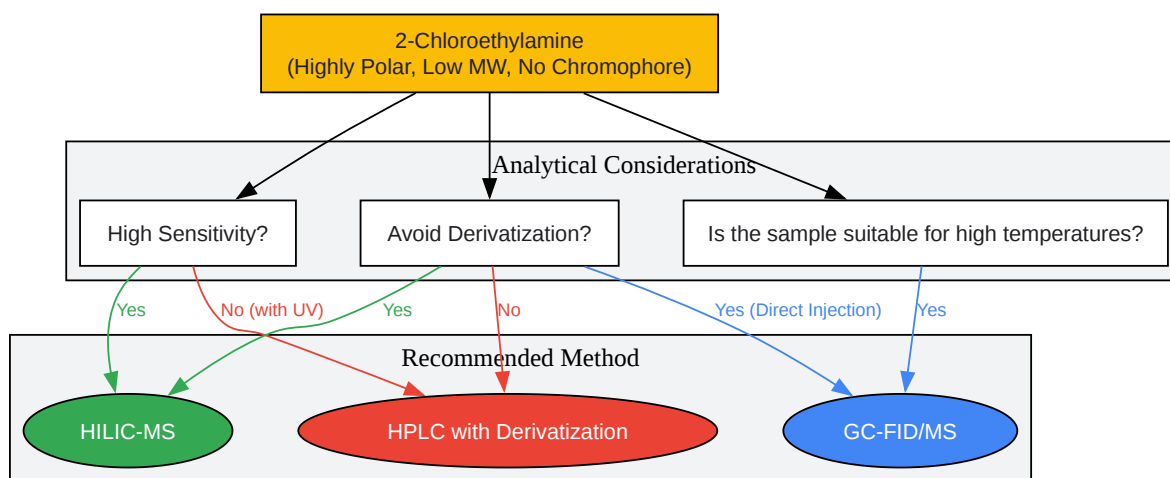 2-Chloroethylamine
(Highly Polar, Low MW, No Chromophore)
Analytical Considerations
High Sensitivity?
Avoid Derivatization?
Is the sample suitable for high temperatures?
Yes
No (with UV)
Yes
No
Yes (Direct Injection)
Yes
Recommended Method
HILIC-MS
HPLC with Derivatization
GC-FID/MS